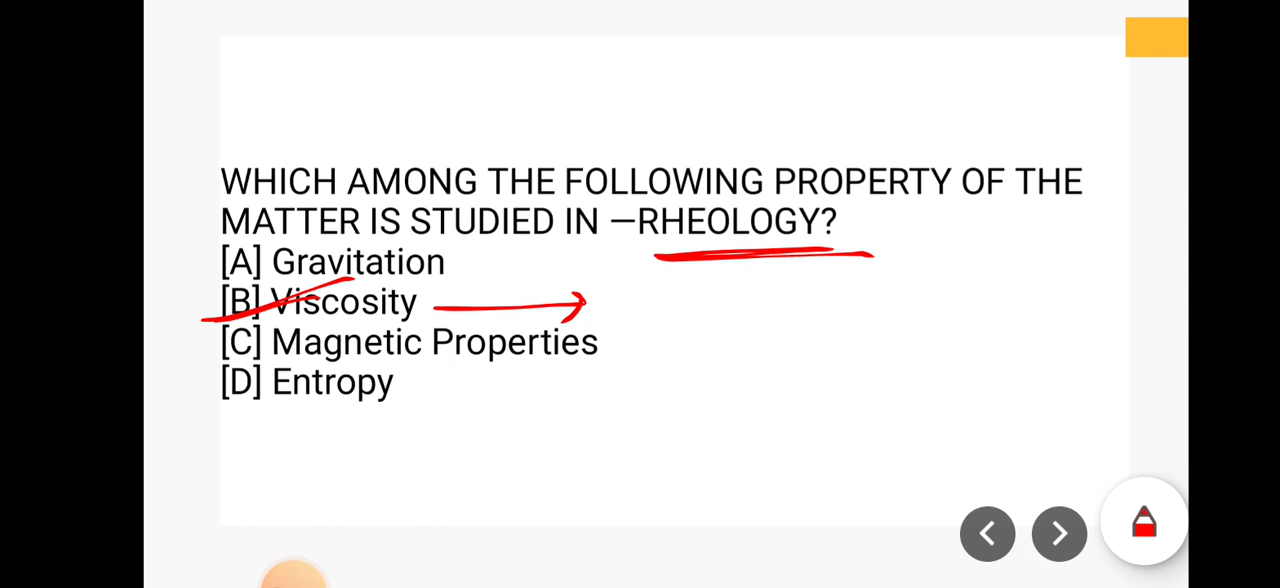 WHICH AMONG THE FOLLOWING PROPERTY OF THE
MATTER IS STUDIED IN —RHEOLOGY?
[A] Gravitation
[B] Viscosity
[C] Magnetic Properties
[D] Entropy